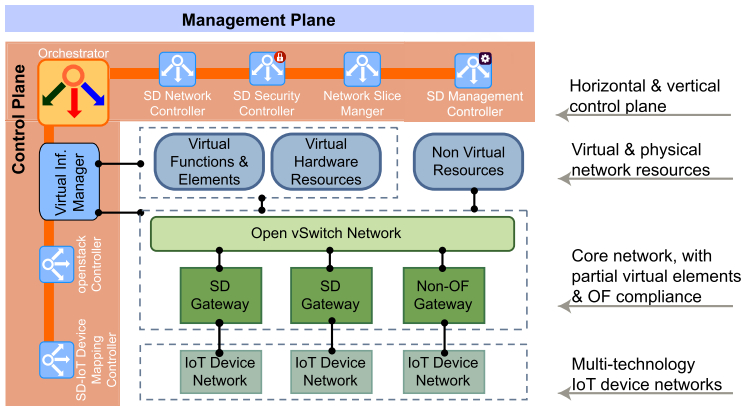 Management Plane
Control Plane
Orchestrator
SD Network
Controller
SD Security
Controller
Network Slice
Manger
SD Management
Controller
Horizontal & vertical
control plane
Virtual Inf.
Manager
Virtual
Functions &
Elements
Virtual
Hardware
Resources
Non Virtual
Resources
Virtual & physical
network resources
Open vSwitch Network
openstack
Controller
SD
Gateway
SD
Gateway
Non-OF
Gateway
Core network, with
partial virtual elements
& OF compliance
SD-IoT Device
Mapping
Controller
IoT Device
Network
IoT Device
Network
IoT Device
Network
Multi-technology
IoT device networks